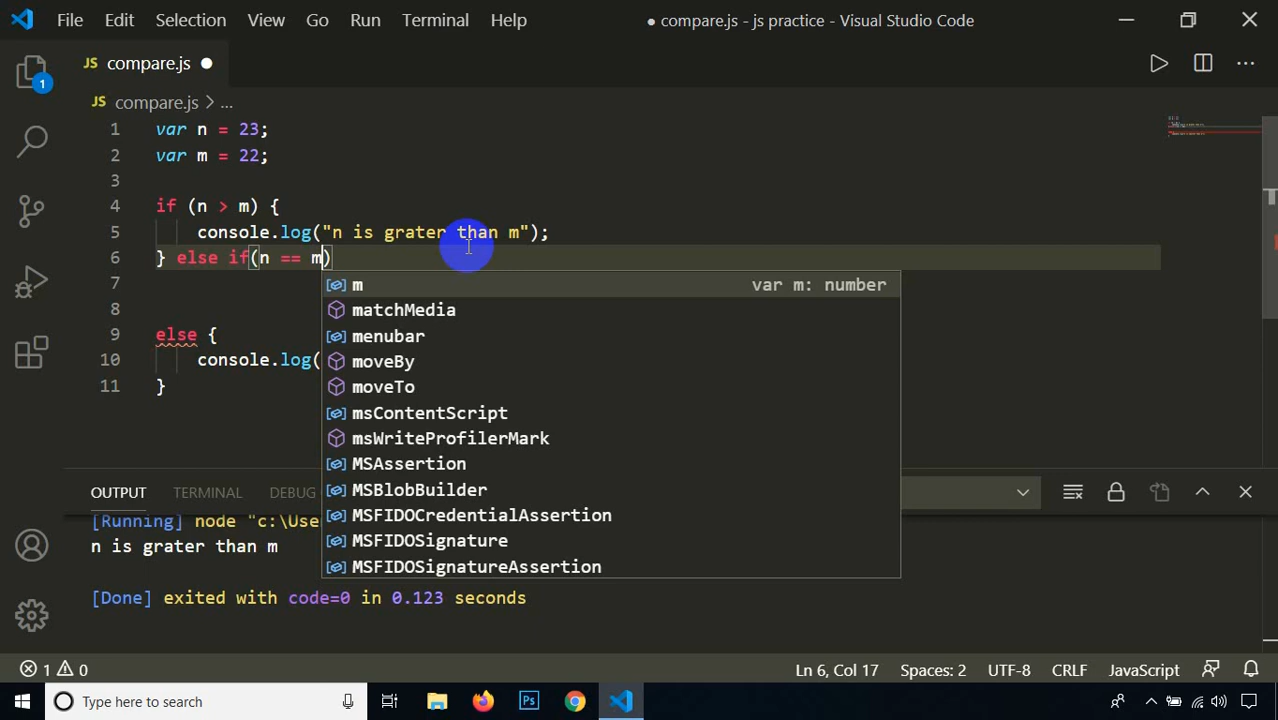 File Edit Selection View Go Run Terminal Help ● compare.js - js practice - Visual Studio Code
JS compare.js ●
JS compare.js > ...
1 var n = 23;
2 var m = 22;
3
4 if (n > m) {
5 console.log("n is grater than m");
6 } else if(n == m)
7
8
9 else {
10 console.log(
11 }
m var m: number
matchMedia
menubar
moveBy
moveTo
msContentScript
msWriteProfilerMark
MSAssertion
MSBlobBuilder
MSFIDOCredentialAssertion
MSFIDOSignature
MSFIDOSignatureAssertion
1
OUTPUT TERMINAL DEBUG
[Running] node "c:\Use
n is grater than m
[Done] exited with code=0 in 0.123 seconds
1 0 Ln 6, Col 17 Spaces: 2 UTF-8 CRLF JavaScript
Type here to search Ps